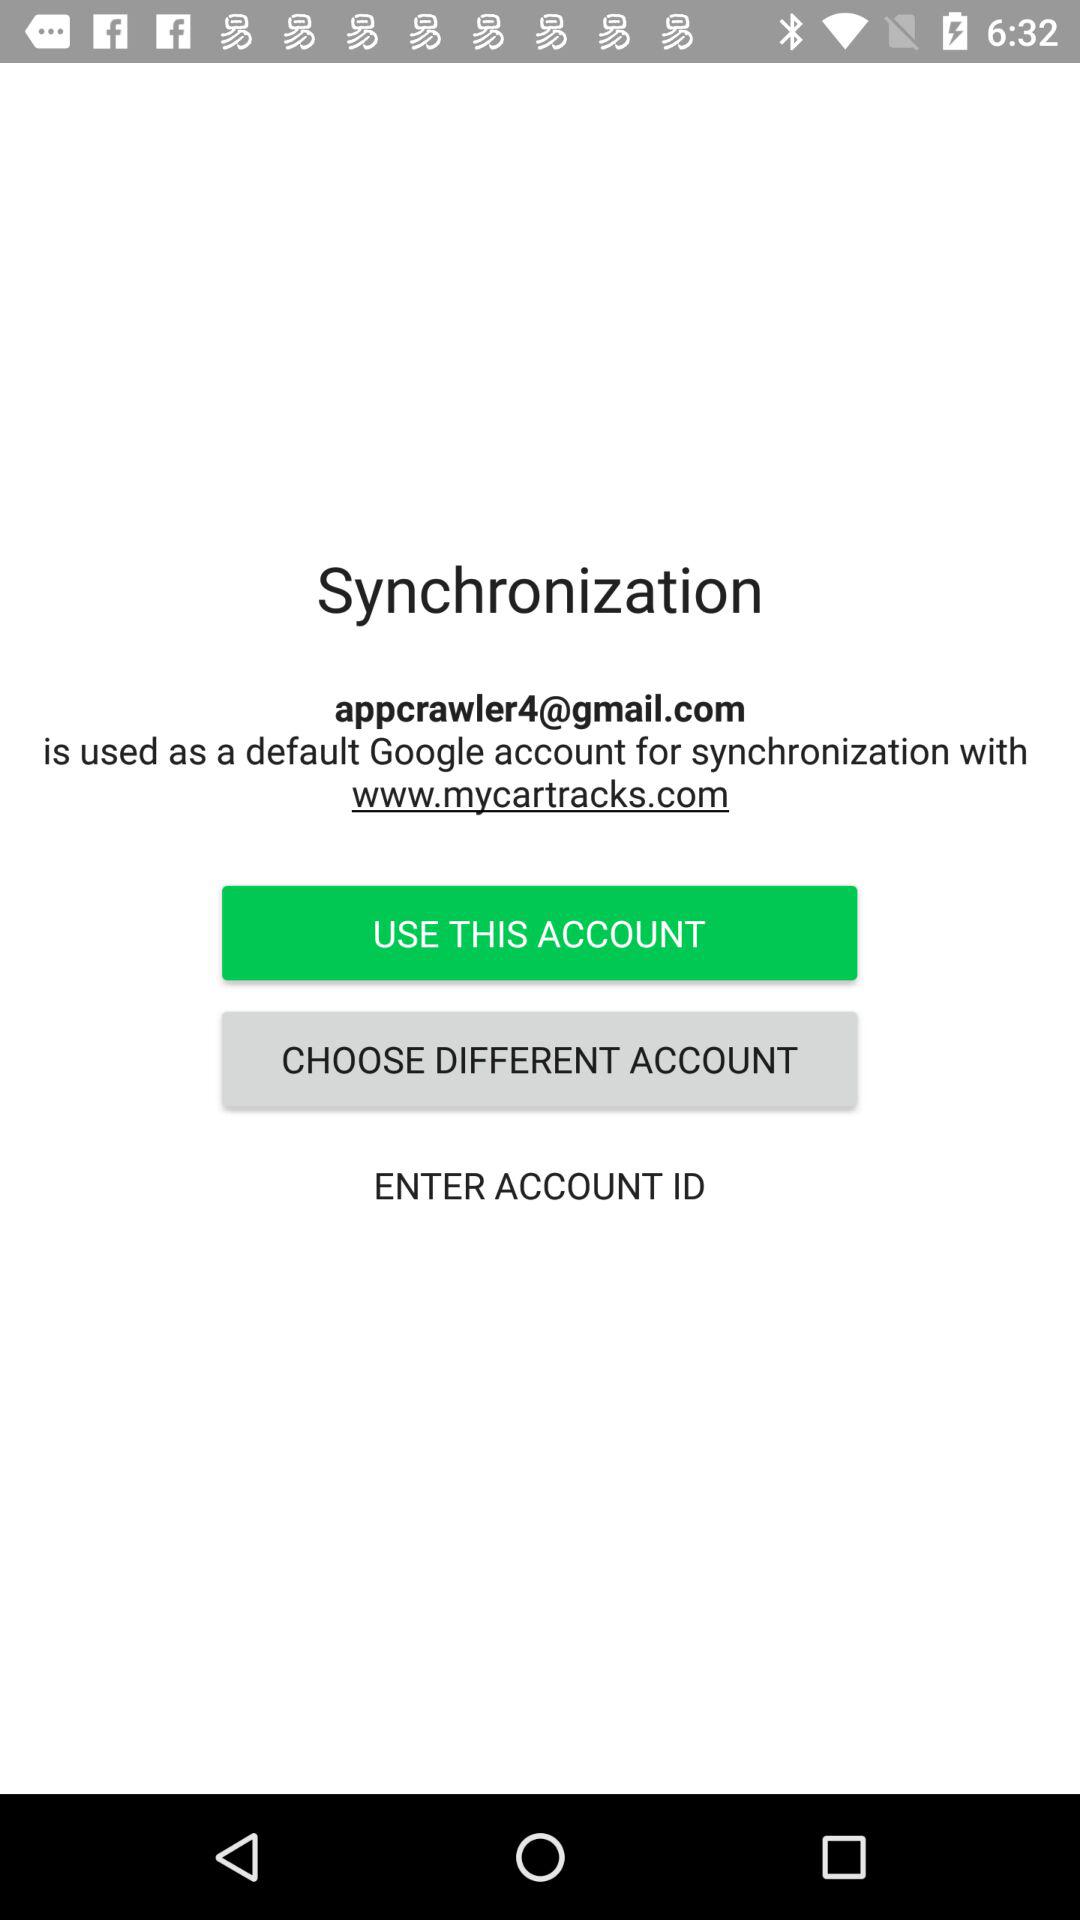 6:32
Synchronization
appcrawler4@gmail.com
is used as a default Google account for synchronization with
www.mycartracks.com
USE THIS ACCOUNT
CHOOSE DIFFERENT ACCOUNT
ENTER ACCOUNT ID